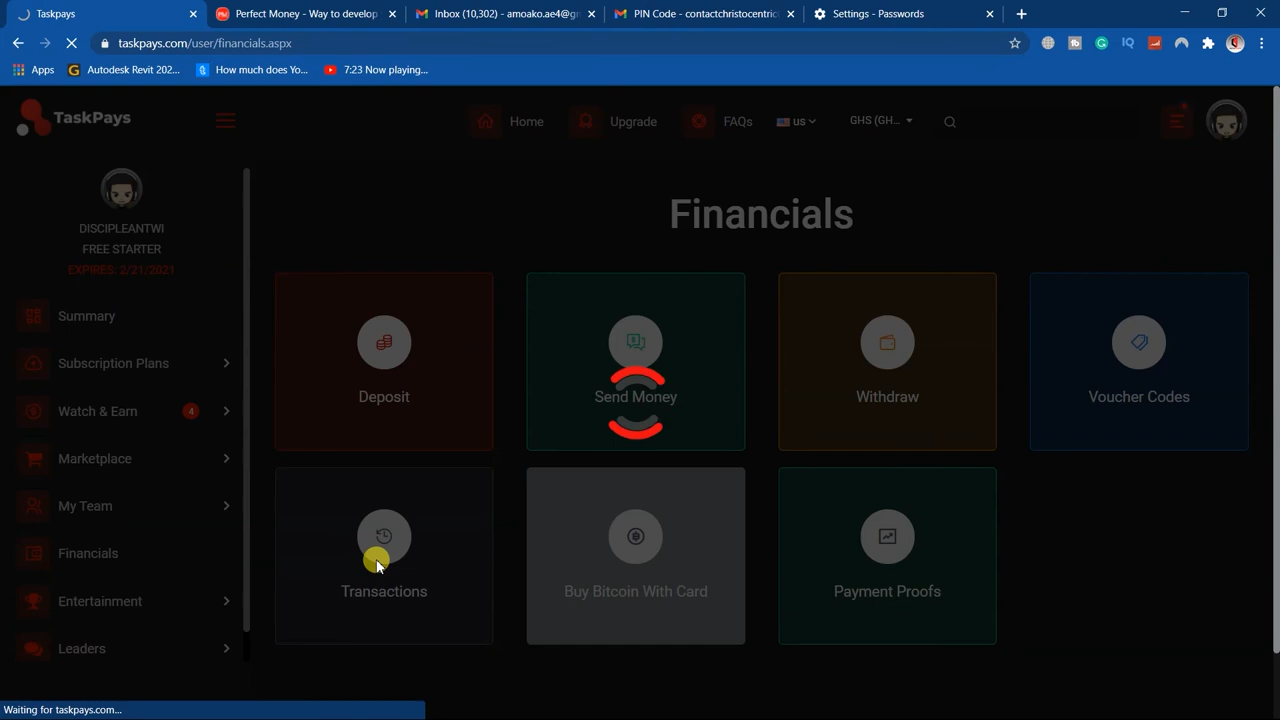 Taskpays
Perfect Money - Way to develop
Inbox (10,302) - amoako.ae4@gm
PIN Code - contactchristocentric
Settings - Passwords
taskpays.com/user/financials.aspx
Apps
Autodesk Revit 202...
How much does Yo...
7:23 Now playing...
TaskPays
Home
Upgrade
FAQs
us
GHS (GH...
DISCIPLEANTWI
FREE STARTER
EXPIRES: 2/21/2021
Summary
Subscription Plans
Watch & Earn
4
Marketplace
My Team
Financials
Entertainment
Leaders
Financials
Deposit
Send Money
Withdraw
Voucher Codes
Transactions
Buy Bitcoin With Card
Payment Proofs
Waiting for taskpays.com...